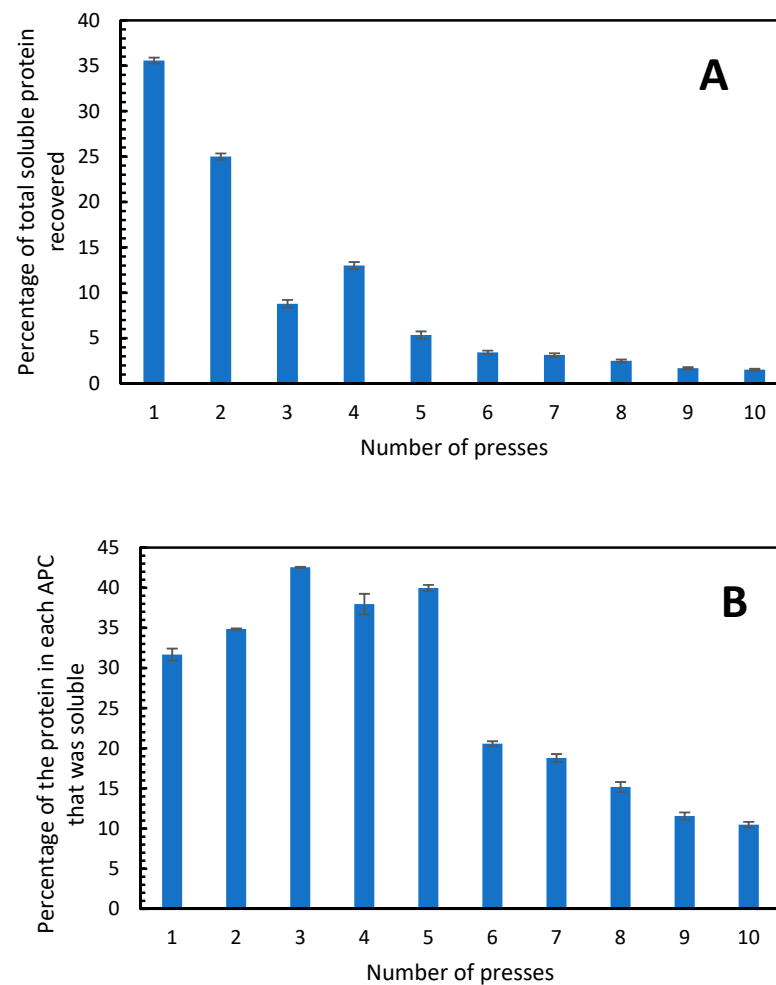 A
Percentage of total soluble protein
recovered
40
35
30
25
20
15
10
5
0
1 2 3 4 5 6 7 8 9 10
Number of presses
B
Percentage of the protein in each APC
that was soluble
45
40
35
30
25
20
15
10
5
0
1 2 3 4 5 6 7 8 9 10
Number of presses